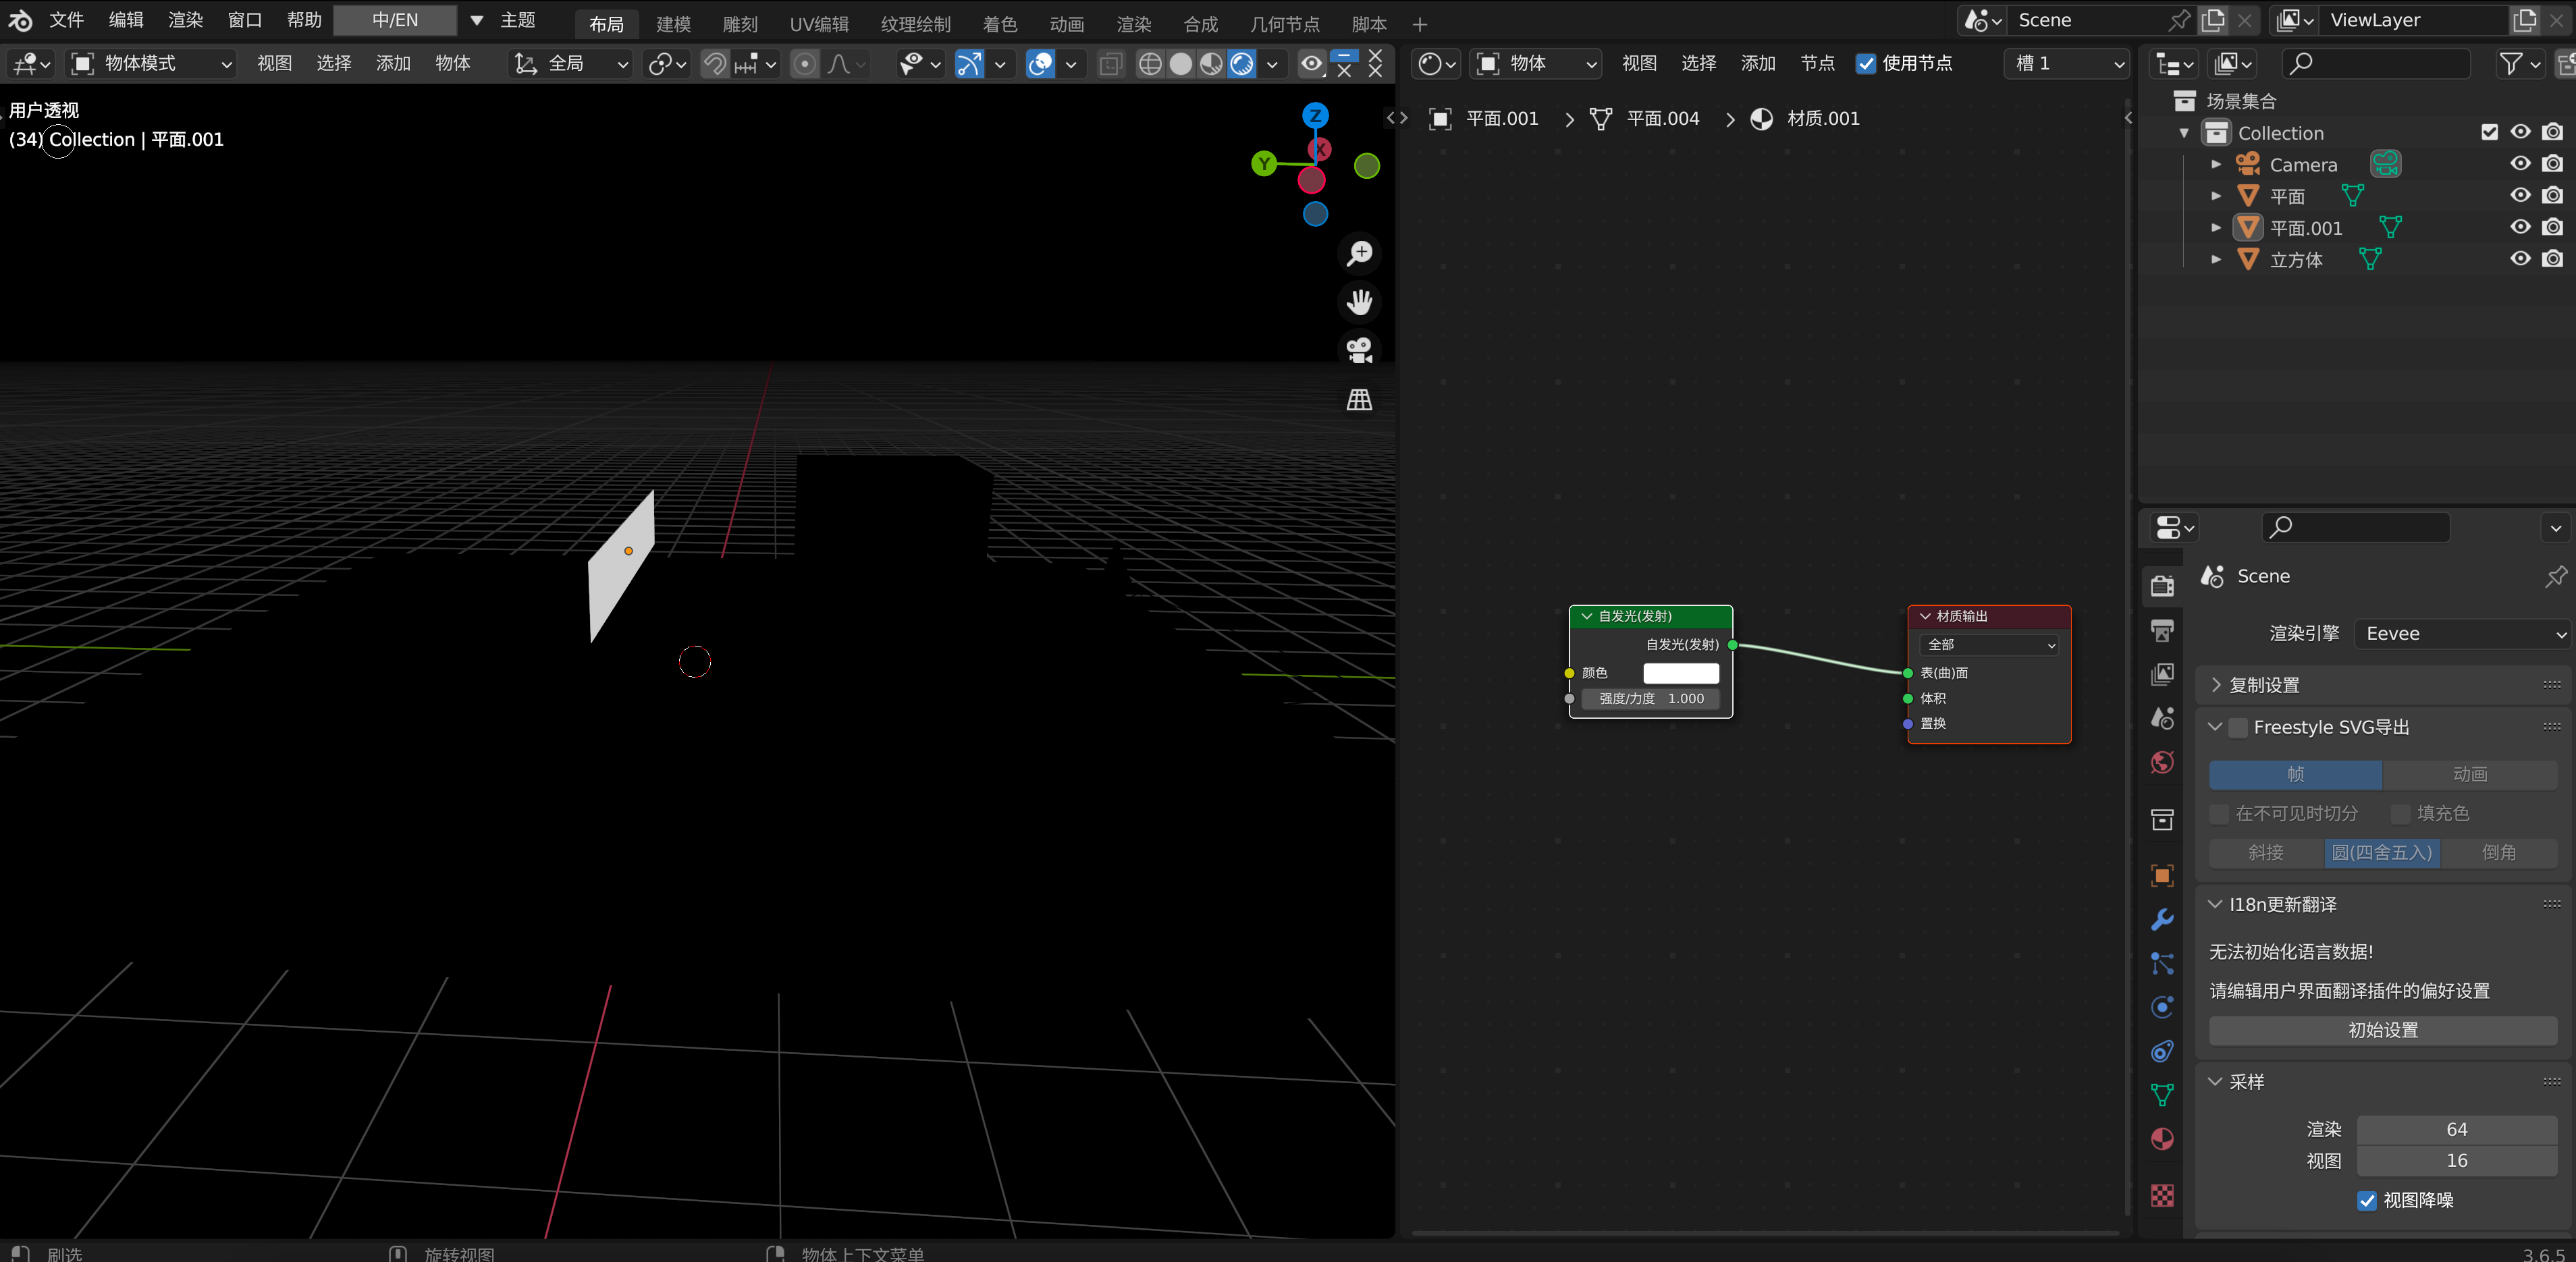 文件 编辑 渲染 窗口 帮助 中/EN 主题 布局 建模 雕刻 UV编辑 纹理绘制 着色 动画 渲染 合成 几何节点 脚本 + Scene ViewLayer
物体模式 视图 选择 添加 物体 全局
物体 视图 选择 添加 节点 使用节点 槽 1
用户透视
(34) Collection | 平面.001
Z
X
Y
平面.001 > 平面.004 > 材质.001
自发光(发射)
自发光(发射)
颜色
强度/力度 1.000
材质输出
全部
表(曲)面
体积
置换
场景集合
Collection
Camera
平面
平面.001
立方体
Scene
渲染引擎 Eevee
复制设置
Freestyle SVG导出
帧 动画
在不可见时切分 填充色
斜接 圆(四舍五入) 倒角
I18n更新翻译
无法初始化语言数据!
请编辑用户界面翻译插件的偏好设置
初始设置
采样
渲染 64
视图 16
视图降噪
刷选 旋转视图 物体上下文菜单 3.6.5